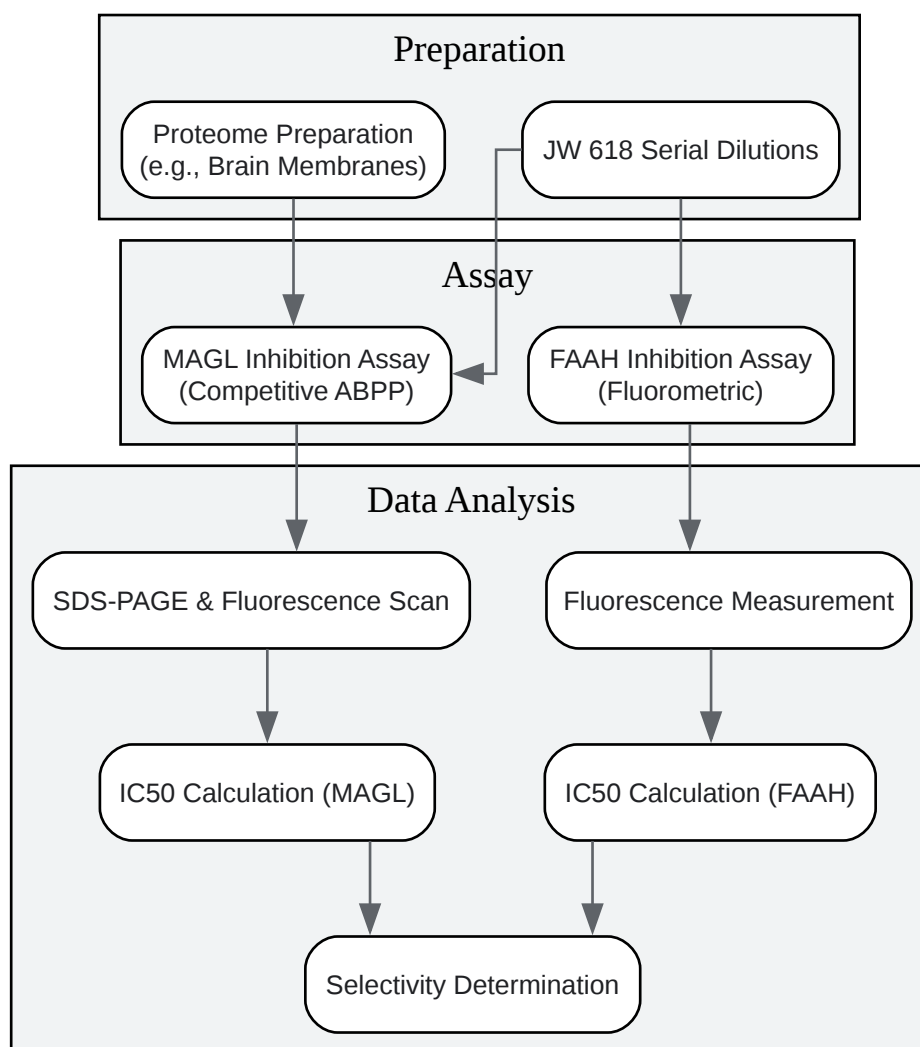 Preparation
Proteome Preparation
(e.g., Brain Membranes)
JW 618 Serial Dilutions
Assay
MAGL Inhibition Assay
(Competitive ABPP)
FAAH Inhibition Assay
(Fluorometric)
Data Analysis
SDS-PAGE & Fluorescence Scan
Fluorescence Measurement
IC50 Calculation (MAGL)
IC50 Calculation (FAAH)
Selectivity Determination